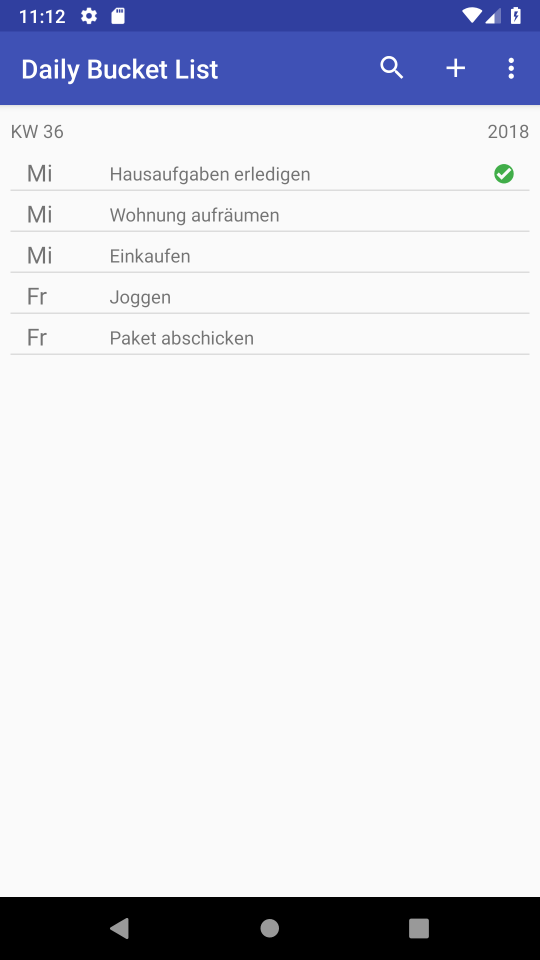 11:12
Daily Bucket List
KW 36 2018
Mi Hausaufgaben erledigen
Mi Wohnung aufräumen
Mi Einkaufen
Fr Joggen
Fr Paket abschicken